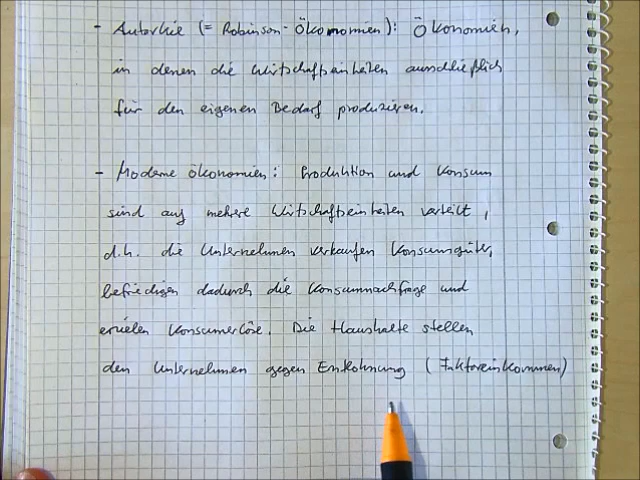 - Autarkie (= Robinson-Ökonomien): Ökonomien,
in denen die Wirtschaftseinheiten ausschließlich
für den eigenen Bedarf produzieren.
- Moderne Ökonomien: Produktion und Konsum
sind auf mehrere Wirtschaftseinheiten verteilt,
d.h. die Unternehmen verkaufen Konsumgüter,
befriedigen dadurch die Konsumnachfrage und
erzielen Konsumerlöse. Die Haushalte stellen
den Unternehmen gegen Entlohnung (Faktoreinkommen)